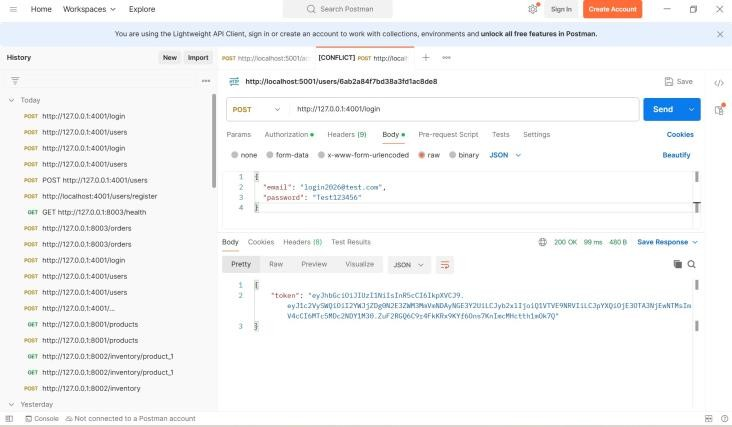 Home Workspaces Explore Search Postman Sign In Create Account
You are using the Lightweight API Client, sign in or create an account to work with collections, environments and unlock all free features in Postman.
History New Import
POST http://localhost:5001/a [CONFLICT] POST http://local
http://localhost:5001/users/6ab2a84f7bd38a3fd1ac8de8 Save
Today
POST http://127.0.0.1:4001/login
POST http://127.0.0.1:4001/users
POST http://127.0.0.1:4001/login
POST http://127.0.0.1:4001/users
POST POST http://127.0.0.1:4001/users
POST http://localhost:4001/users/register
GET GET http://127.0.0.1:8003/health
POST http://127.0.0.1:8003/orders
POST http://127.0.0.1:8003/orders
POST http://127.0.0.1:4001/login
POST http://127.0.0.1:4001/users
POST http://127.0.0.1:4001/users
POST http://127.0.0.1:4001/...
GET http://127.0.0.1:8001/products
POST http://127.0.0.1:8001/products
GET http://127.0.0.1:8002/inventory/product_1
GET http://127.0.0.1:8002/inventory/product_1
POST http://127.0.0.1:8002/inventory
Yesterday
POST http://127.0.0.1:4001/login Send
Params Authorization Headers (9) Body Pre-request Script Tests Settings Cookies
none form-data x-www-form-urlencoded raw binary JSON Beautify
1 {
2 "email": "login2026@test.com",
3 "password": "Test123456"
4 }
Body Cookies Headers (8) Test Results 200 OK 99 ms 480 B Save Response
Pretty Raw Preview Visualize JSON
1 {
2 "token":
3 }
Console Not connected to a Postman account